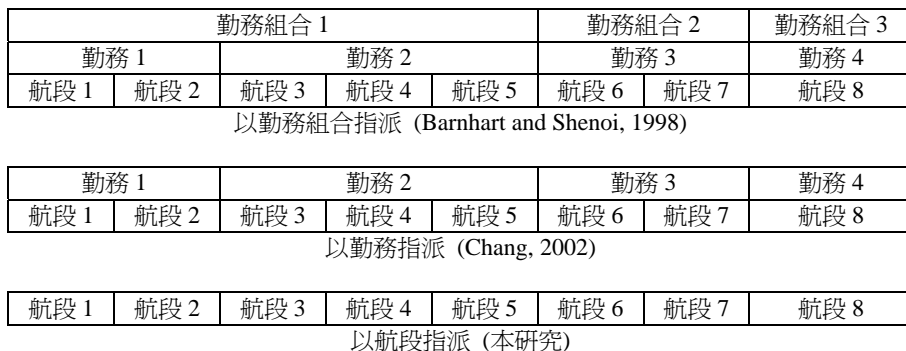 勤務組合 1 勤務組合 2 勤務組合 3
勤務 1 勤務 2 勤務 3 勤務 4
航段 1 航段 2 航段 3 航段 4 航段 5 航段 6 航段 7 航段 8
以勤務組合指派 (Barnhart and Shenoi, 1998)
勤務 1 勤務 2 勤務 3 勤務 4
航段 1 航段 2 航段 3 航段 4 航段 5 航段 6 航段 7 航段 8
以勤務指派 (Chang, 2002)
航段 1 航段 2 航段 3 航段 4 航段 5 航段 6 航段 7 航段 8
以航段指派 (本研究)